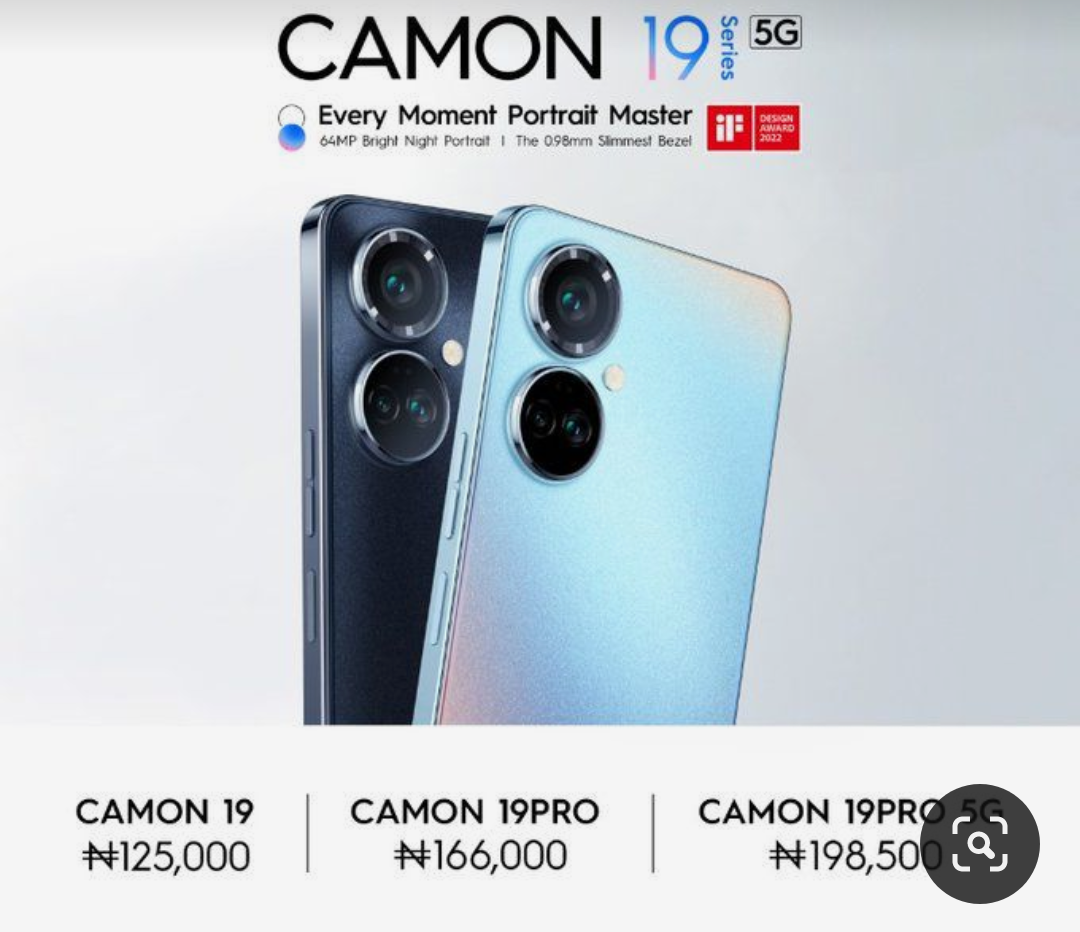 CAMON 19 Series 5G
Every Moment Portrait Master
64MP Bright Night Portrait | The 0.98mm Slimmest Bezel
iF DESIGN
AWARD
2022
CAMON 19 | CAMON 19PRO | CAMON 19PRO 5G
₦125,000 | ₦166,000 | ₦198,500